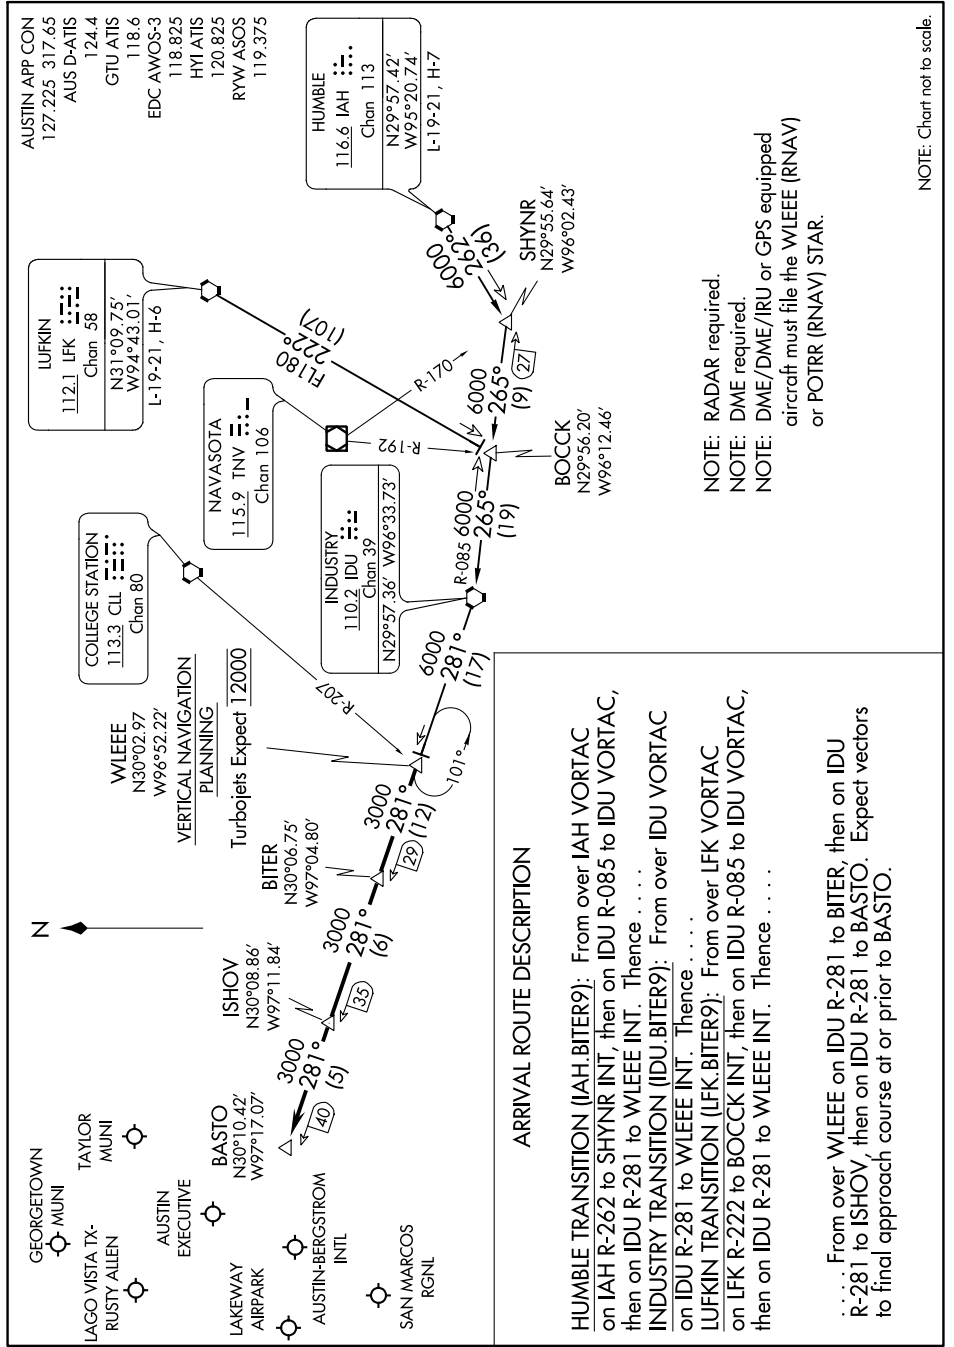 AUSTIN APP CON
127.225 317.65
AUS D-ATIS
124.4
GTU ATIS
118.6
EDC AWOS-3
118.825
HYI ATIS
120.825
RYW ASOS
119.375
HUMBLE
116.6 IAH
Chan 113
N29°57.42'
W95°20.74'
L-19-21, H-7
LUFKIN
112.1 LFK
Chan 58
N31°09.75'
W94°43.01'
L-19-21, H-6
NAVASOTA
115.9 TNV
Chan 106
COLLEGE STATION
113.3 CLL
Chan 80
INDUSTRY
110.2 IDU
Chan 39
N29°57.36' W96°33.73'
6000
262°
(36)
SHYNR
N29°55.64'
W96°02.43'
FL180
222°
(107)
R-170
R-192
27
6000
265°
(9)
BOCCK
N29°56.20'
W96°12.46'
R-085
6000
265°
(19)
6000
281°
(17)
R-207
WLEEE
N30°02.97
W96°52.22'
VERTICAL NAVIGATION
PLANNING
Turbojets Expect 12000
101°
3000
281°
(12)
29
BITER
N30°06.75'
W97°04.80'
3000
281°
(6)
35
ISHOV
N30°08.86'
W97°11.84'
3000
281°
(5)
40
BASTO
N30°10.42'
W97°17.07'
N
GEORGETOWN
MUNI
TAYLOR
MUNI
LAGO VISTA TX-
RUSTY ALLEN
AUSTIN
EXECUTIVE
LAKEWAY
AIRPARK
AUSTIN-BERGSTROM
INTL
SAN MARCOS
RGNL
NOTE: RADAR required.
NOTE: DME required.
NOTE: DME/DME/IRU or GPS equipped
aircraft must file the WLEEE (RNAV)
or POTRR (RNAV) STAR.
NOTE: Chart not to scale.
ARRIVAL ROUTE DESCRIPTION
HUMBLE TRANSITION (IAH.BITER9): From over IAH VORTAC
on IAH R-262 to SHYNR INT, then on IDU R-085 to IDU VORTAC,
then on IDU R-281 to WLEEE INT. Thence . . . .
INDUSTRY TRANSITION (IDU.BITER9): From over IDU VORTAC
on IDU R-281 to WLEEE INT. Thence . . . .
LUFKIN TRANSITION (LFK.BITER9): From over LFK VORTAC
on LFK R-222 to BOCCK INT, then on IDU R-085 to IDU VORTAC,
then on IDU R-281 to WLEEE INT. Thence . . . .
. . . . From over WLEEE on IDU R-281 to BITER, then on IDU
R-281 to ISHOV, then on IDU R-281 to BASTO. Expect vectors
to final approach course at or prior to BASTO.